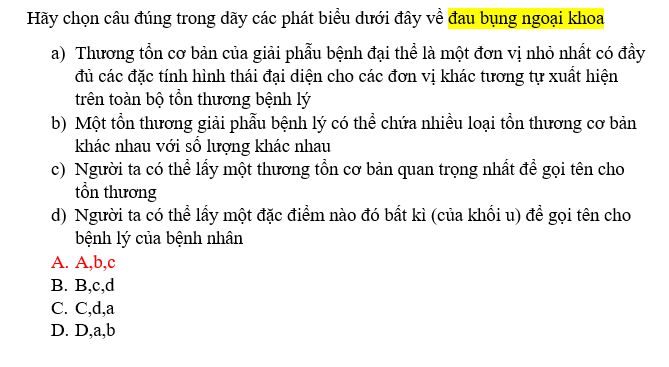 Hãy chọn câu đúng trong dãy các phát biểu dưới đây về đau bụng ngoại khoa
a) Thương tổn cơ bản của giải phẫu bệnh đại thể là một đơn vị nhỏ nhất có đầy
đủ các đặc tính hình thái đại diện cho các đơn vị khác tương tự xuất hiện
trên toàn bộ tổn thương bệnh lý
b) Một tổn thương giải phẫu bệnh lý có thể chứa nhiều loại tổn thương cơ bản
khác nhau với số lượng khác nhau
c) Người ta có thể lấy một thương tổn cơ bản quan trọng nhất để gọi tên cho
tổn thương
d) Người ta có thể lấy một đặc điểm nào đó bất kì (của khối u) để gọi tên cho
bệnh lý của bệnh nhân
A. A,b,c
B. B,c,d
C. C,d,a
D. D,a,b